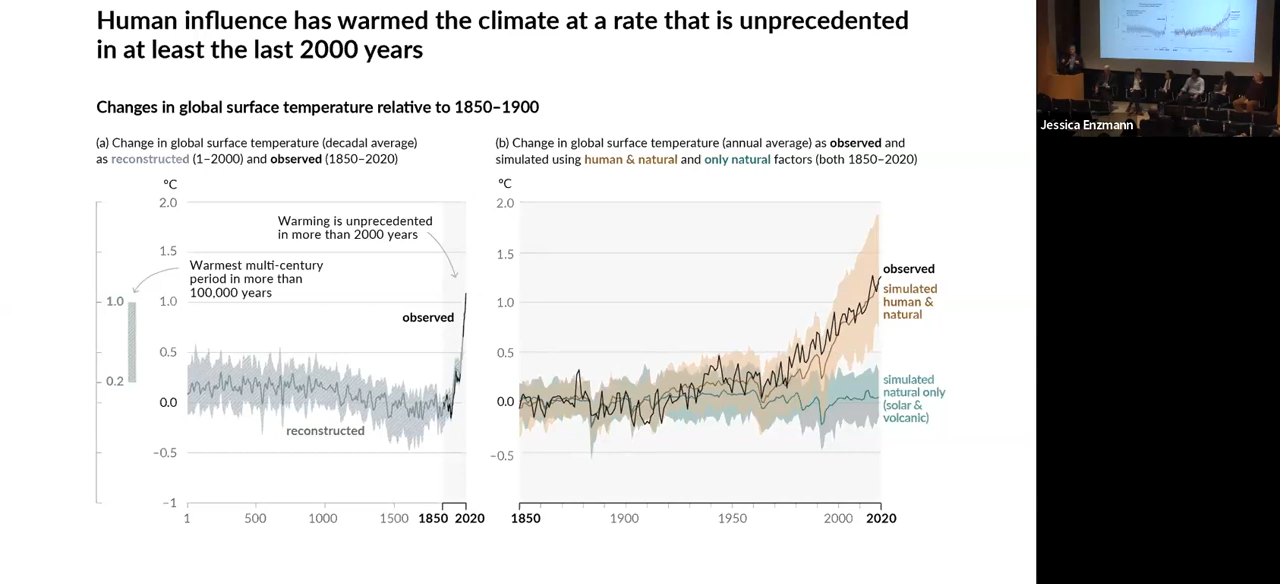 Human influence has warmed the climate at a rate that is unprecedented
in at least the last 2000 years
Changes in global surface temperature relative to 1850–1900
(a) Change in global surface temperature (decadal average)
as reconstructed (1–2000) and observed (1850–2020)
ºC
2.0
1.5
1.0
0.5
0.0
−0.5
−1
1.0
0.2
Warming is unprecedented
in more than 2000 years
Warmest multi-century
period in more than
100,000 years
observed
reconstructed
1
500
1000
1500
1850
2020
(b) Change in global surface temperature (annual average) as observed and
simulated using human & natural and only natural factors (both 1850–2020)
ºC
2.0
1.5
1.0
0.5
0.0
−0.5
observed
simulated
human &
natural
simulated
natural only
(solar &
volcanic)
1850
1900
1950
2000
2020
Jessica Enzmann